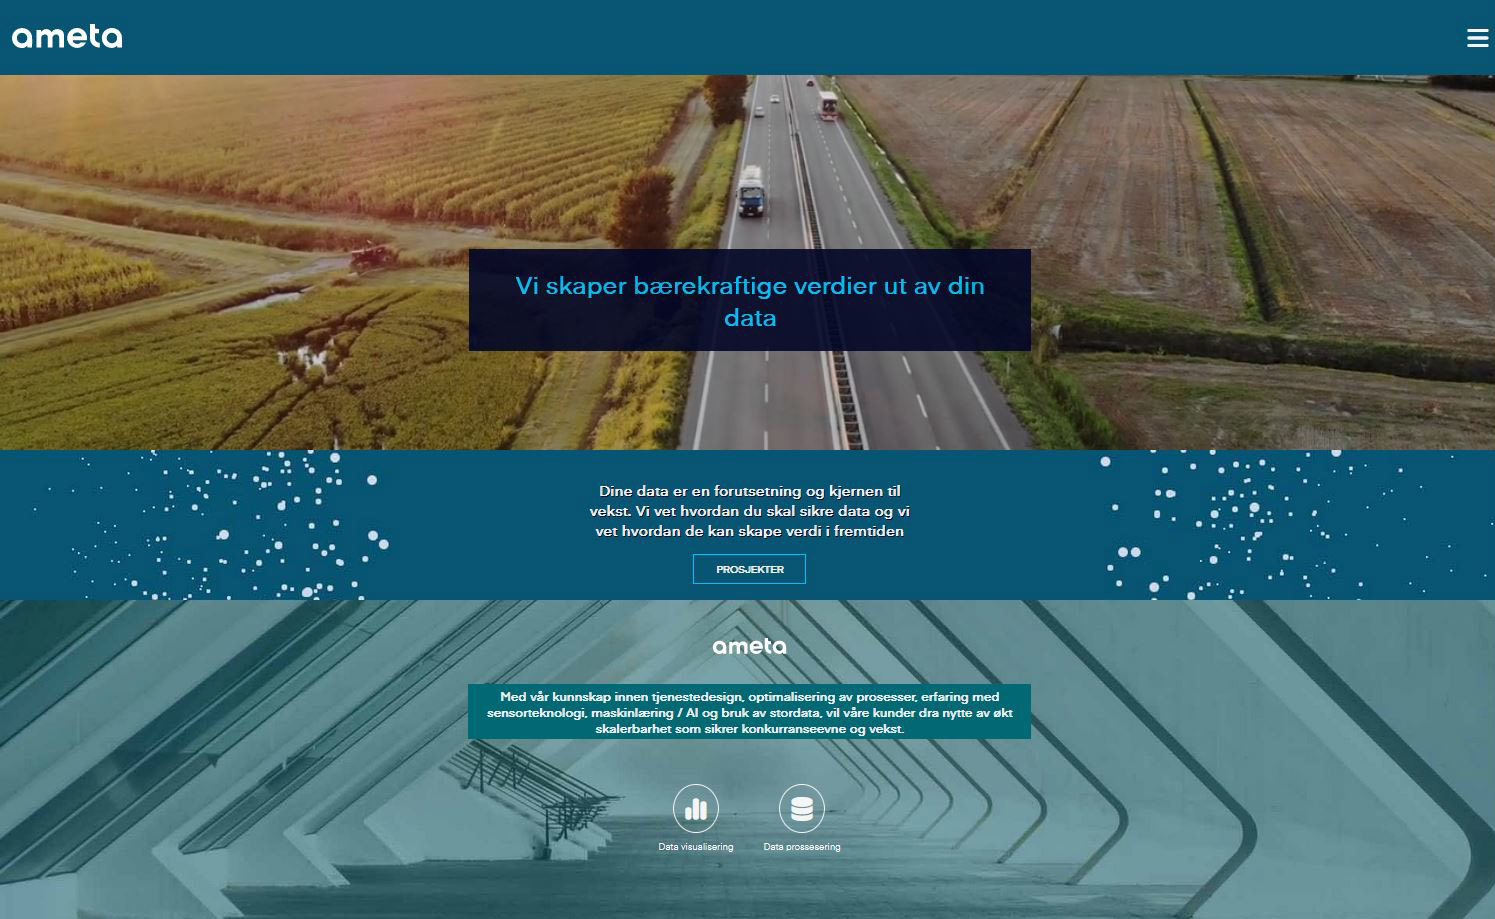 ameta
Vi skaper bærekraftige verdier ut av din
data
Dine data er en forutsetning og kjernen til
vekst. Vi vet hvordan du skal sikre data og vi
vet hvordan de kan skape verdi i fremtiden
PROSJEKTER
ameta
Med vår kunnskap innen tjenestedesign, optimalisering av prosesser, erfaring med
sensorteknologi, maskinlæring / AI og bruk av stordata, vil våre kunder dra nytte av økt
skalerbarhet som sikrer konkurranseevne og vekst.
Data visualisering
Data prossesering